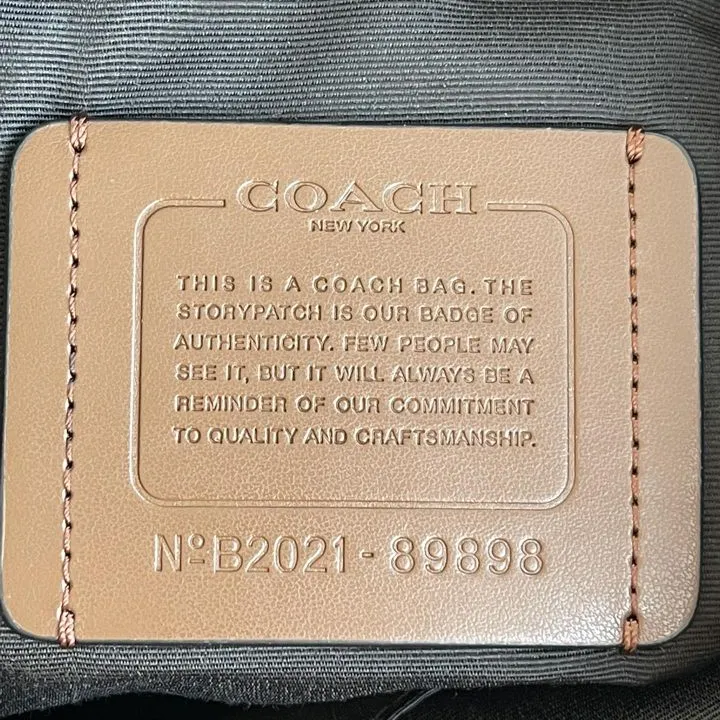 COACH
NEW YORK
THIS IS A COACH BAG. THE
STORYPATCH IS OUR BADGE OF
AUTHENTICITY. FEW PEOPLE MAY
SEE IT, BUT IT WILL ALWAYS BE A
REMINDER OF OUR COMMITMENT
TO QUALITY AND CRAFTSMANSHIP.
NºB2021-89898